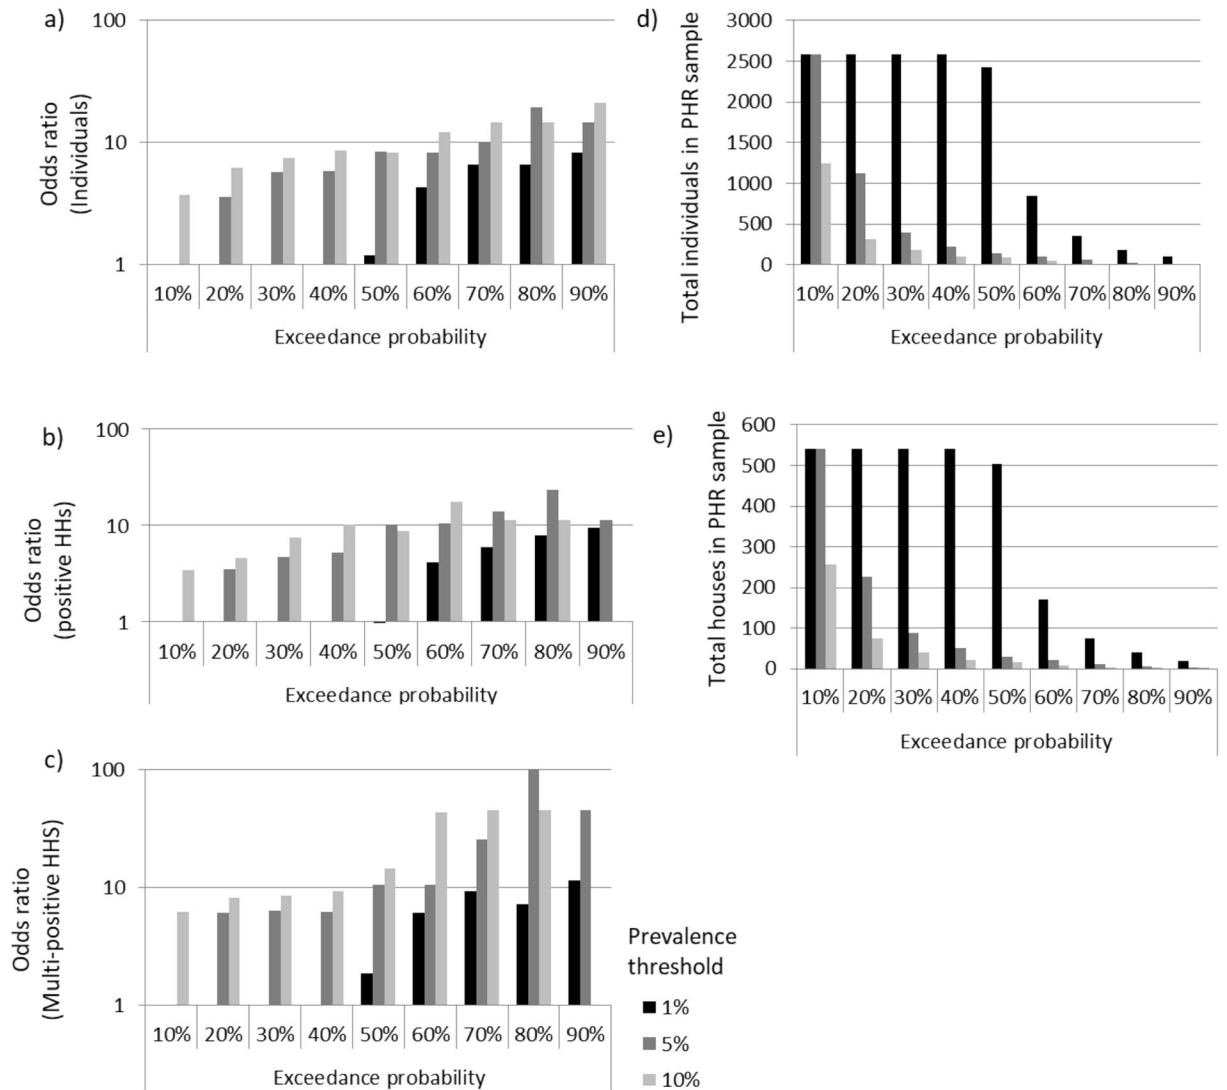 a)
Odds ratio
(Individuals)
100
10
1
10% 20% 30% 40% 50% 60% 70% 80% 90%
Exceedance probability
b)
Odds ratio
(positive HHs)
100
10
1
10% 20% 30% 40% 50% 60% 70% 80% 90%
Exceedance probability
c)
Odds ratio
(Multi-positive HHS)
100
10
1
10% 20% 30% 40% 50% 60% 70% 80% 90%
Exceedance probability
d)
Total individuals in PHR sample
3000
2500
2000
1500
1000
500
0
10% 20% 30% 40% 50% 60% 70% 80% 90%
Exceedance probability
e)
Total houses in PHR sample
600
500
400
300
200
100
0
10% 20% 30% 40% 50% 60% 70% 80% 90%
Exceedance probability
Prevalence
threshold
1%
5%
10%